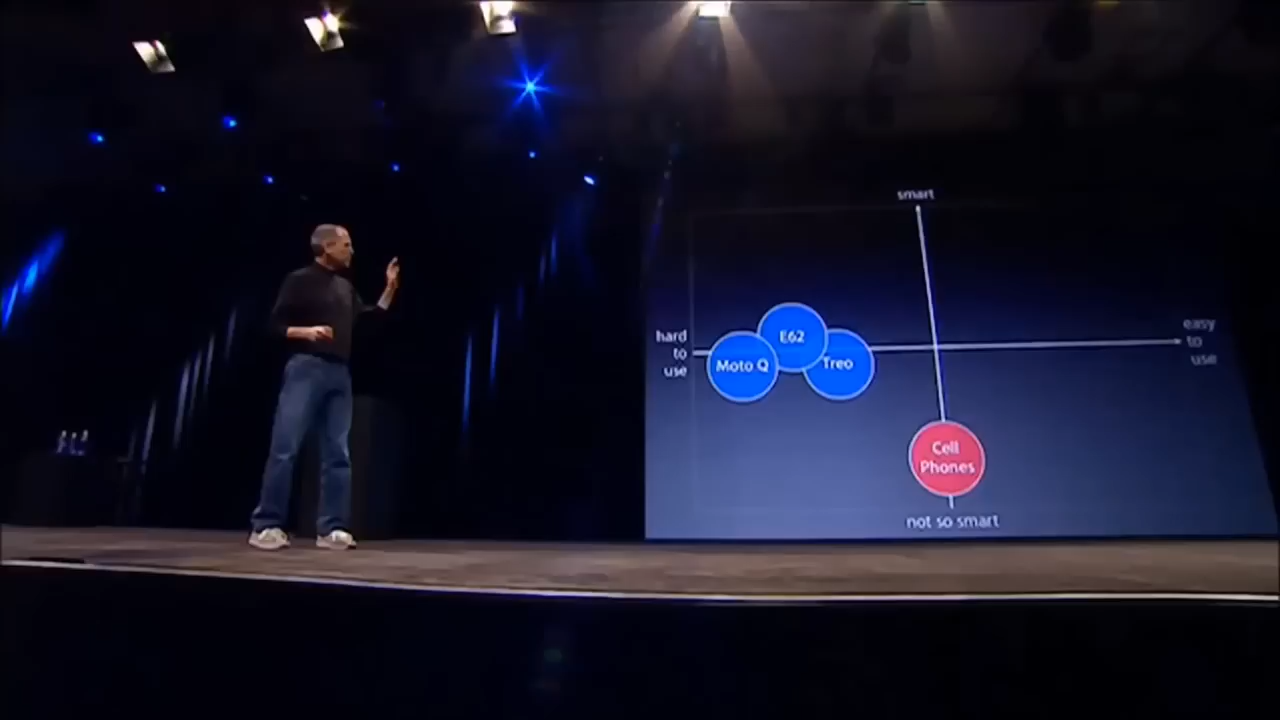 smart
hard
to
use
Moto Q
E62
Treo
easy
to
use
Cell
Phones
not so smart